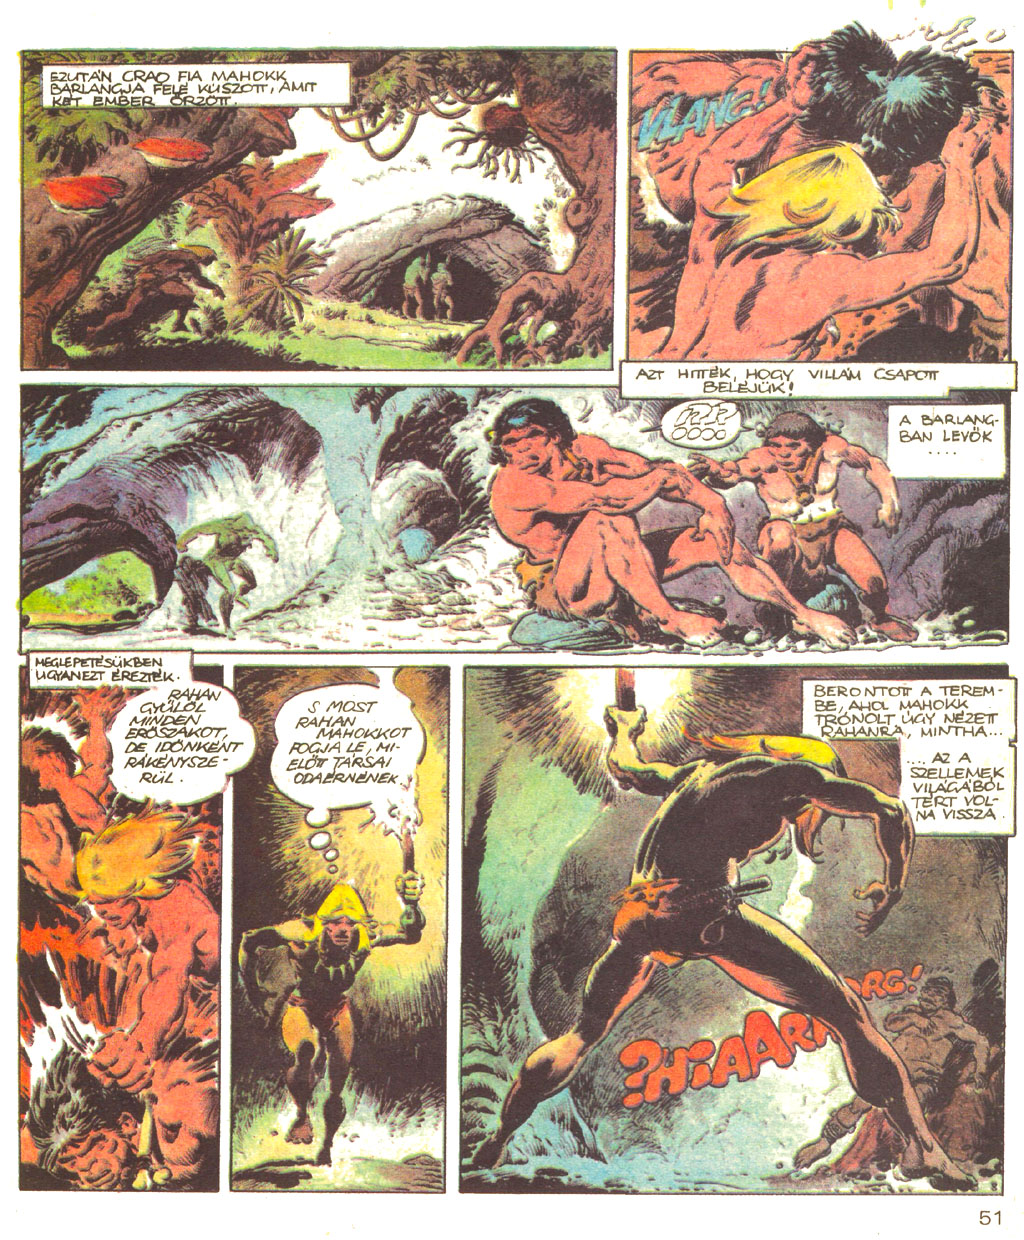 EZUTÁN CRAO FIA MAHOKK
BARLANGJA FELÉ KÚSZOTT, AMIT
KÉT EMBER ŐRZÖTT.
VLANG!
AZT HITTÉK, HOGY VILLÁM CSAPOTT
BELÉJÜK!
OOOO
A BARLANG-
BAN LEVŐK
....
MEGLEPETÉSÜKBEN
UGYANEZT ÉREZTÉK.
RAHAN
GYŰLÖL
MINDEN
ERŐSZAKOT,
DE IDŐNKÉNT
RÁKÉNYSZE-
RÜL.
S MOST
RAHAN
MAHOKKOT
FOGJA LE, MI-
ELŐTT TÁRSAI
ODAÉRNÉNEK.
BERONTOTT A TEREM-
BE, AHOL MAHOKK
TRÓNOLT ÚGY NÉZETT
RAHANRA, MINTHA...
... AZ A
SZELLEMEK
VILÁGÁBÓL
TÉRT VOL-
NA VISSZA.
51